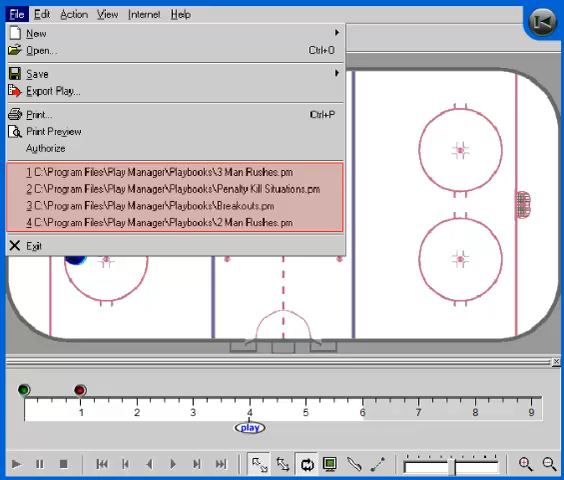 File Edit Action View Internet Help
New
Open... Ctrl+O
Save
Export Play...
Print... Ctrl+P
Print Preview
Authorize
1 C:\Program Files\Play Manager\Playbooks\3 Man Rushes.pm
2 C:\Program Files\Play Manager\Playbooks\Penalty Kill Situations.pm
3 C:\Program Files\Play Manager\Playbooks\Breakouts.pm
4 C:\Program Files\Play Manager\Playbooks\2 Man Rushes.pm
Exit
1 2 3 4 5 6 7 8 9
play